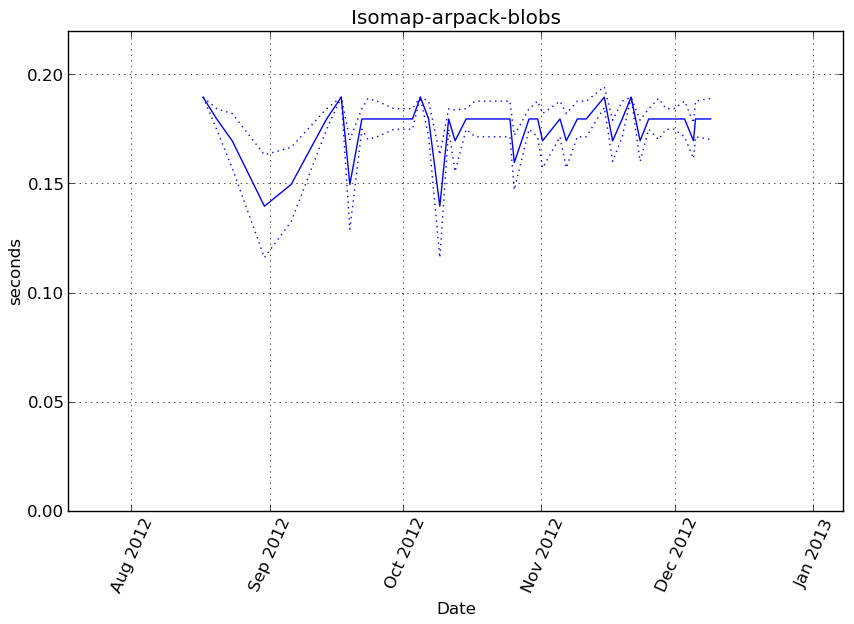 Isomap-arpack-blobs
0.20
0.15
0.10
0.05
0.00
seconds
Aug 2012
Sep 2012
Oct 2012
Nov 2012
Dec 2012
Jan 2013
Date